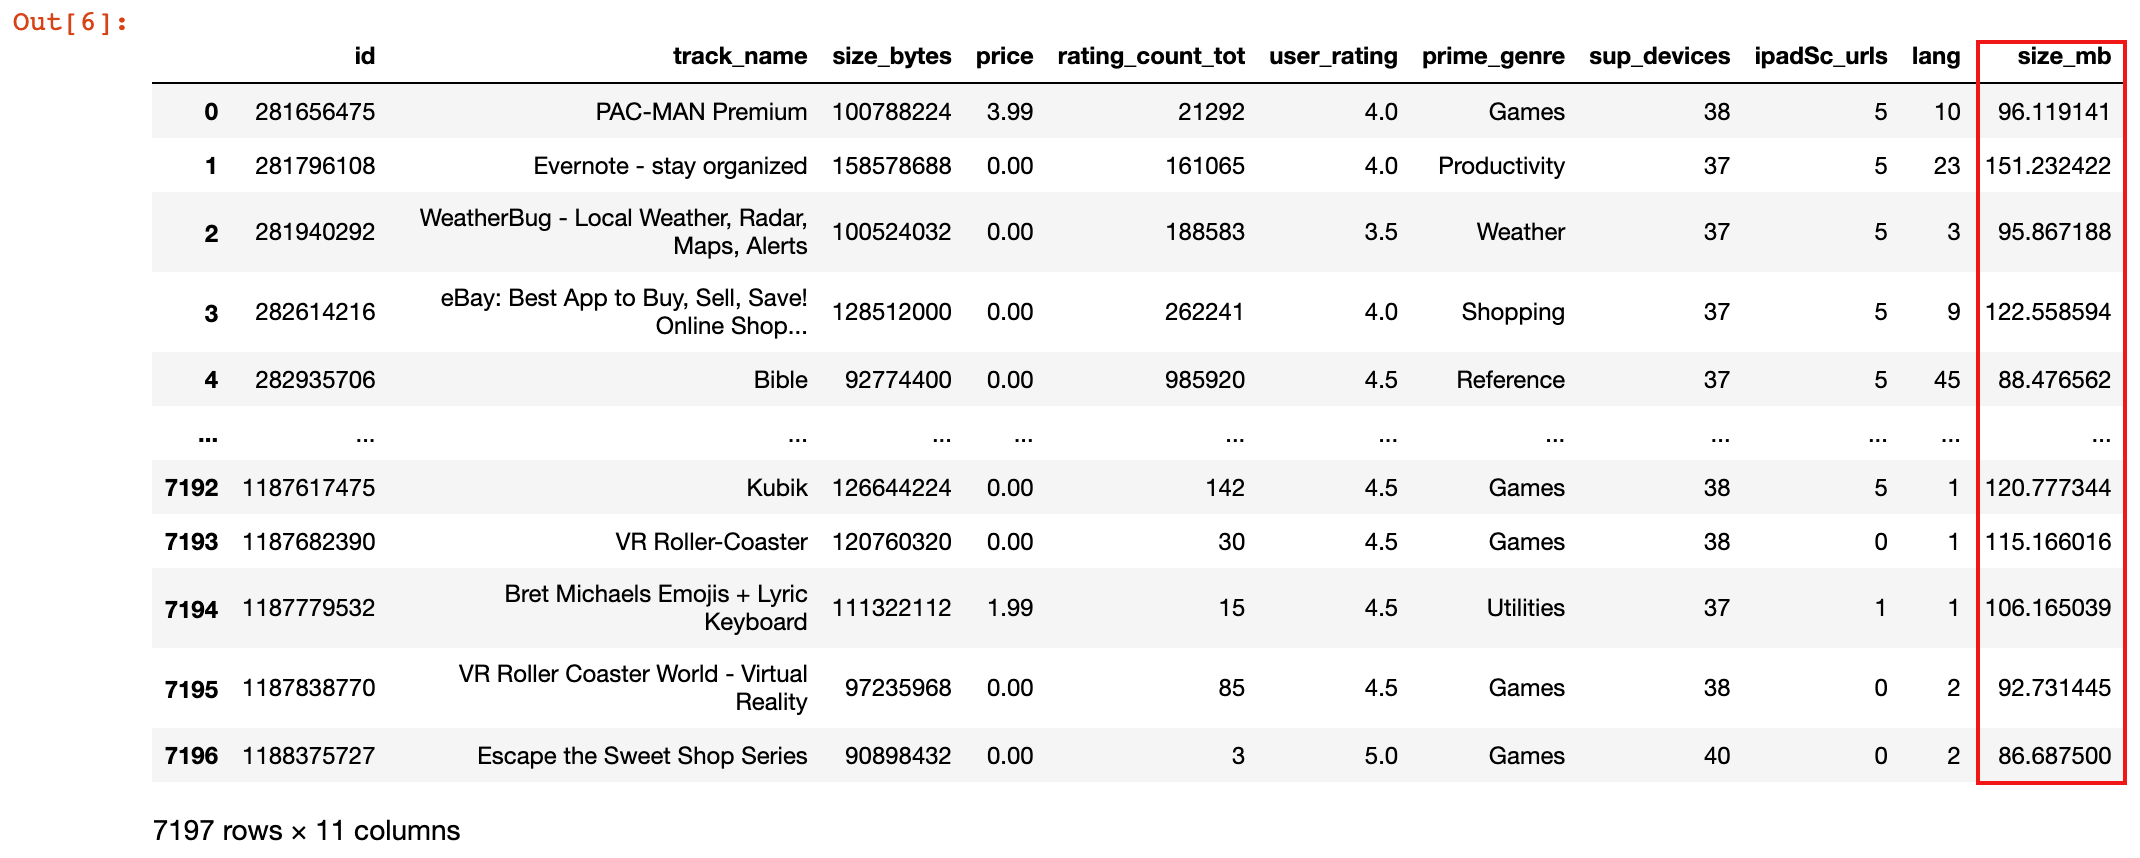 Out[6]:
id track_name size_bytes price rating_count_tot user_rating prime_genre sup_devices ipadSc_urls lang size_mb
0 281656475 PAC-MAN Premium 100788224 3.99 21292 4.0 Games 38 5 10 96.119141
1 281796108 Evernote - stay organized 158578688 0.00 161065 4.0 Productivity 37 5 23 151.232422
WeatherBug - Local Weather, Radar,
2 281940292 Maps, Alerts 100524032 0.00 188583 3.5 Weather 37 5 3 95.867188
eBay: Best App to Buy, Sell, Save!
3 282614216 Online Shop... 128512000 0.00 262241 4.0 Shopping 37 5 9 122.558594
4 282935706 Bible 92774400 0.00 985920 4.5 Reference 37 5 45 88.476562
... ... ... ... ... ... ... ... ... ... ... ...
7192 1187617475 Kubik 126644224 0.00 142 4.5 Games 38 5 1 120.777344
7193 1187682390 VR Roller-Coaster 120760320 0.00 30 4.5 Games 38 0 1 115.166016
Bret Michaels Emojis + Lyric
7194 1187779532 Keyboard 111322112 1.99 15 4.5 Utilities 37 1 1 106.165039
VR Roller Coaster World - Virtual
7195 1187838770 Reality 97235968 0.00 85 4.5 Games 38 0 2 92.731445
7196 1188375727 Escape the Sweet Shop Series 90898432 0.00 3 5.0 Games 40 0 2 86.687500
7197 rows × 11 columns